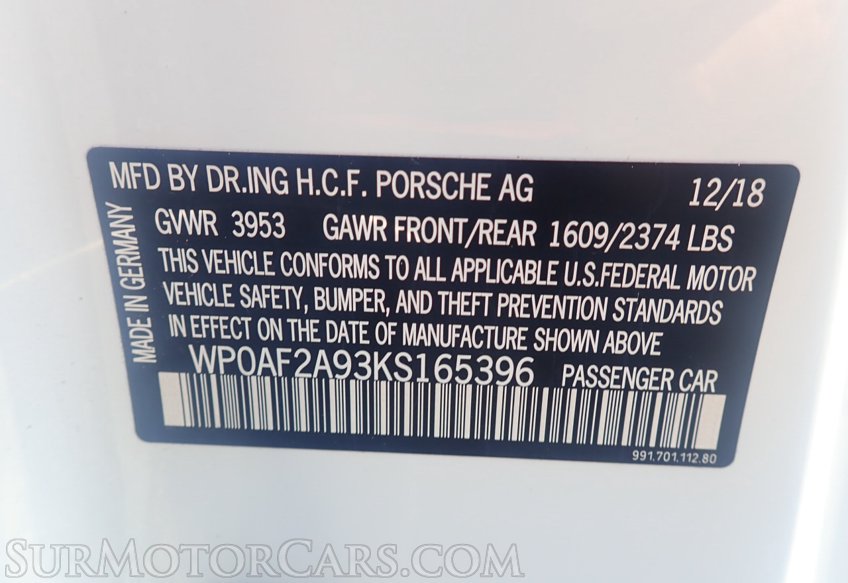 MFD BY DR.ING H.C.F. PORSCHE AG 12/18
GVWR 3953 GAWR FRONT/REAR 1609/2374 LBS
THIS VEHICLE CONFORMS TO ALL APPLICABLE U.S.FEDERAL MOTOR
VEHICLE SAFETY, BUMPER, AND THEFT PREVENTION STANDARDS
IN EFFECT ON THE DATE OF MANUFACTURE SHOWN ABOVE
WP0AF2A93KS165396 PASSENGER CAR
991.701.112.80
MADE IN GERMANY
SURMOTORCARS.COM